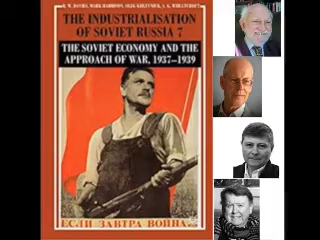 R. W. DAVIES, MARK HARRISON, OLEG KHLEVNIUK, S. G. WHEATCROFT
THE INDUSTRIALISATION
OF SOVIET RUSSIA 7
THE SOVIET ECONOMY AND THE
APPROACH OF WAR, 1937–1939
ЕСЛИ ЗАВТРА ВОЙНА...